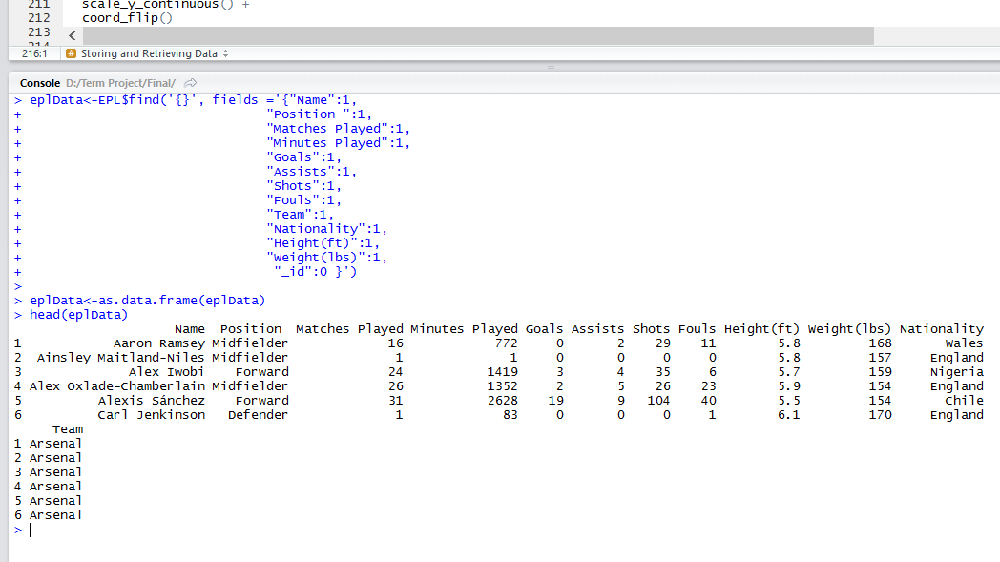 211 scale_y_continuous() +
212 coord_flip()
213
216:1 # Storing and Retrieving Data
Console D:/Term Project/Final/
> eplData<-EPL$find('{}', fields ='{"Name":1,
+ "Position ":1,
+ "Matches Played":1,
+ "Minutes Played":1,
+ "Goals":1,
+ "Assists":1,
+ "Shots":1,
+ "Fouls":1,
+ "Team":1,
+ "Nationality":1,
+ "Height(ft)":1,
+ "Weight(lbs)":1,
+ "_id":0 }')
>
> eplData<-as.data.frame(eplData)
> head(eplData)
Name Position Matches Played Minutes Played Goals Assists Shots Fouls Height(ft) Weight(lbs) Nationality
1 Aaron Ramsey Midfielder 16 772 0 2 29 11 5.8 168 Wales
2 Ainsley Maitland-Niles Midfielder 1 1 0 0 0 0 5.8 157 England
3 Alex Iwobi Forward 24 1419 3 4 35 6 5.7 159 Nigeria
4 Alex Oxlade-Chamberlain Midfielder 26 1352 2 5 26 23 5.9 154 England
5 Alexis Sánchez Forward 31 2628 19 9 104 40 5.5 154 Chile
6 Carl Jenkinson Defender 1 83 0 0 0 1 6.1 170 England
Team
1 Arsenal
2 Arsenal
3 Arsenal
4 Arsenal
5 Arsenal
6 Arsenal
>